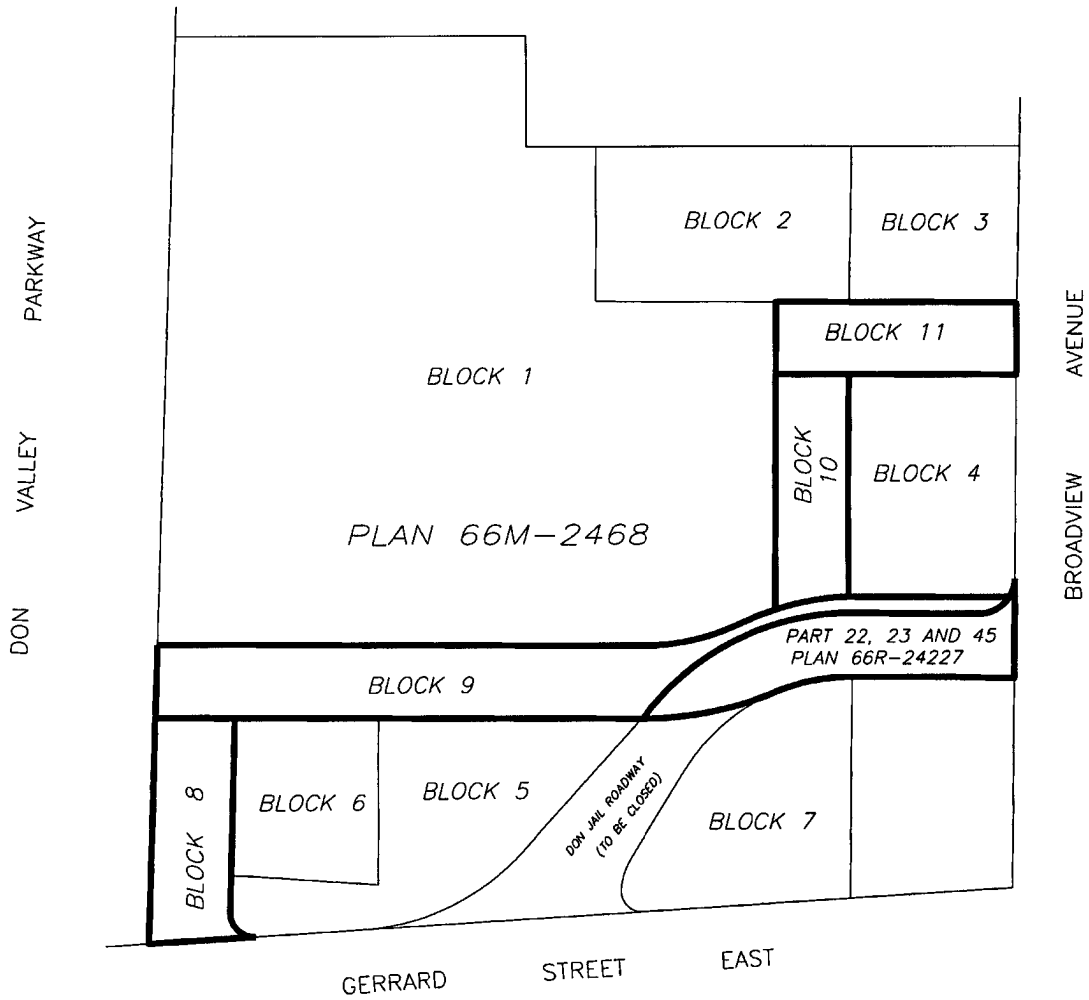 BLOCK 2
BLOCK 3
DON VALLEY PARKWAY
BROADVIEW AVENUE
BLOCK 11
BLOCK 1
BLOCK
10
BLOCK 4
PLAN 66M-2468
PART 22, 23 AND 45
PLAN 66R-24227
BLOCK 9
BLOCK 8
BLOCK 6
BLOCK 5
DON JAIL ROADWAY
(TO BE CLOSED)
BLOCK 7
GERRARD STREET EAST